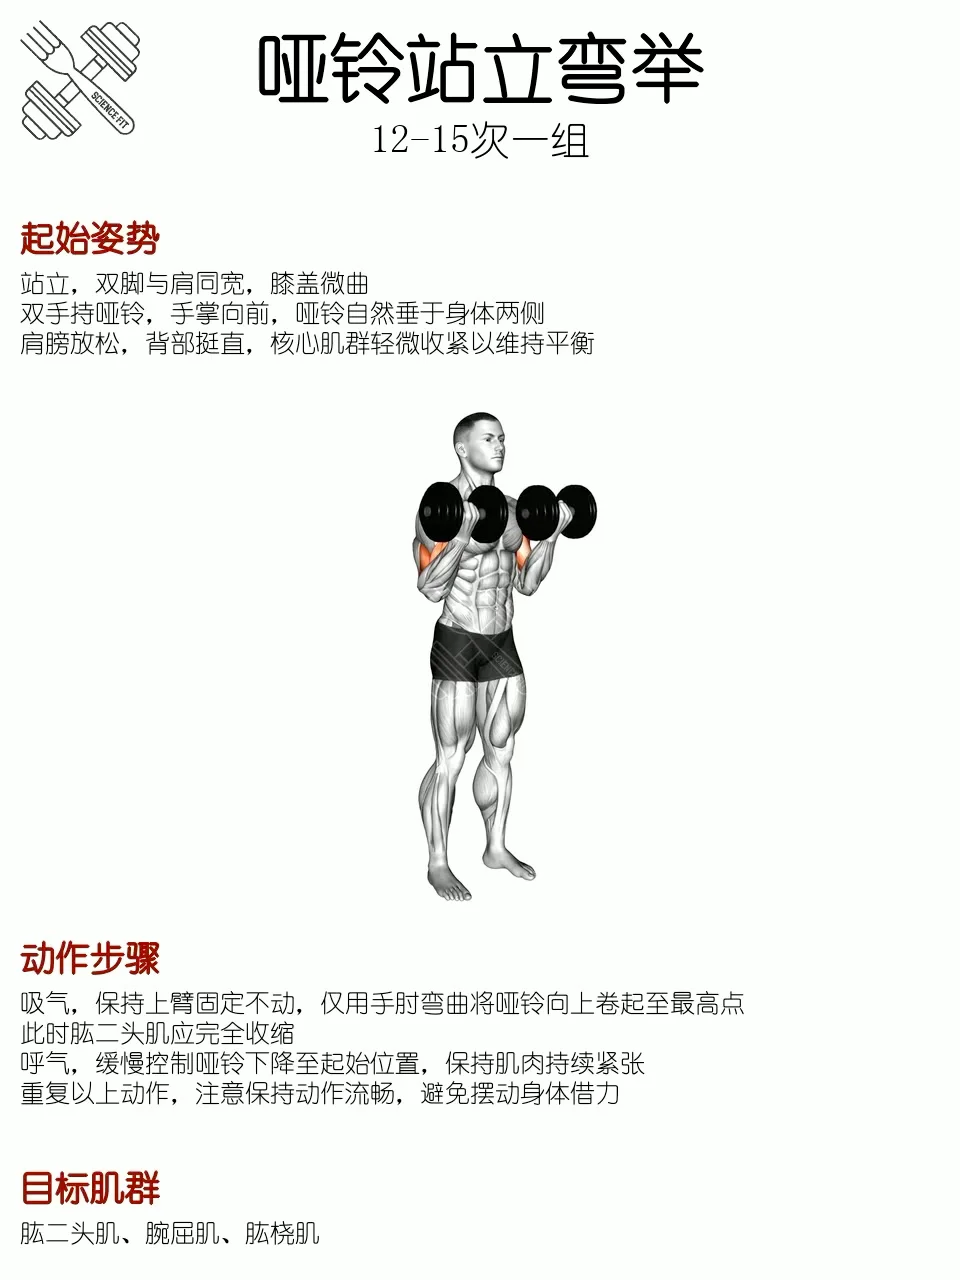 SCIENCE·FIT
哑铃站立弯举
12-15次一组
起始姿势
站立，双脚与肩同宽，膝盖微曲
双手持哑铃，手掌向前，哑铃自然垂于身体两侧
肩膀放松，背部挺直，核心肌群轻微收紧以维持平衡
动作步骤
吸气，保持上臂固定不动，仅用手肘弯曲将哑铃向上卷起至最高点
此时肱二头肌应完全收缩
呼气，缓慢控制哑铃下降至起始位置，保持肌肉持续紧张
重复以上动作，注意保持动作流畅，避免摆动身体借力
目标肌群
肱二头肌、腕屈肌、肱桡肌